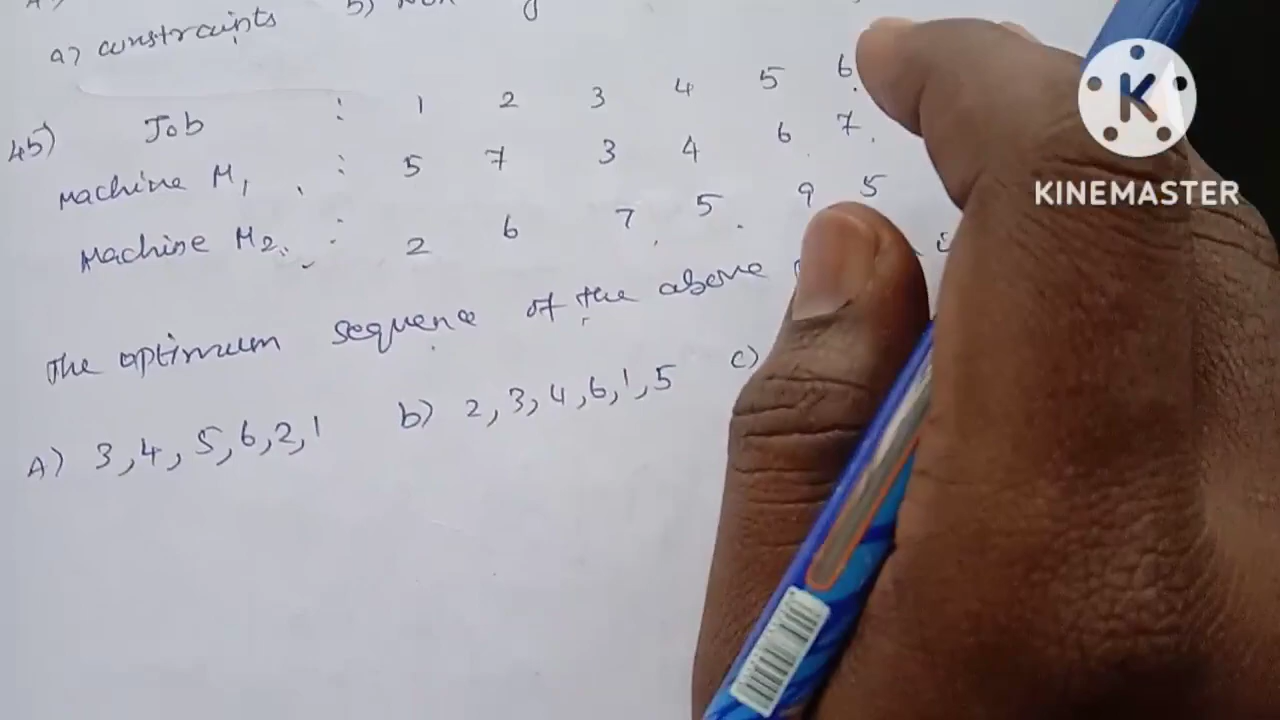 a) constraints b)
45) Job : 1 2 3 4 5 6.
Machine M1 : 5 7 3 4 6 7.
Machine M2. : 2 6 7 5 9 5
The optimum sequence of the above
A) 3,4,5,6,2,1 b) 2,3,4,6,1,5 c)
K
KINEMASTER